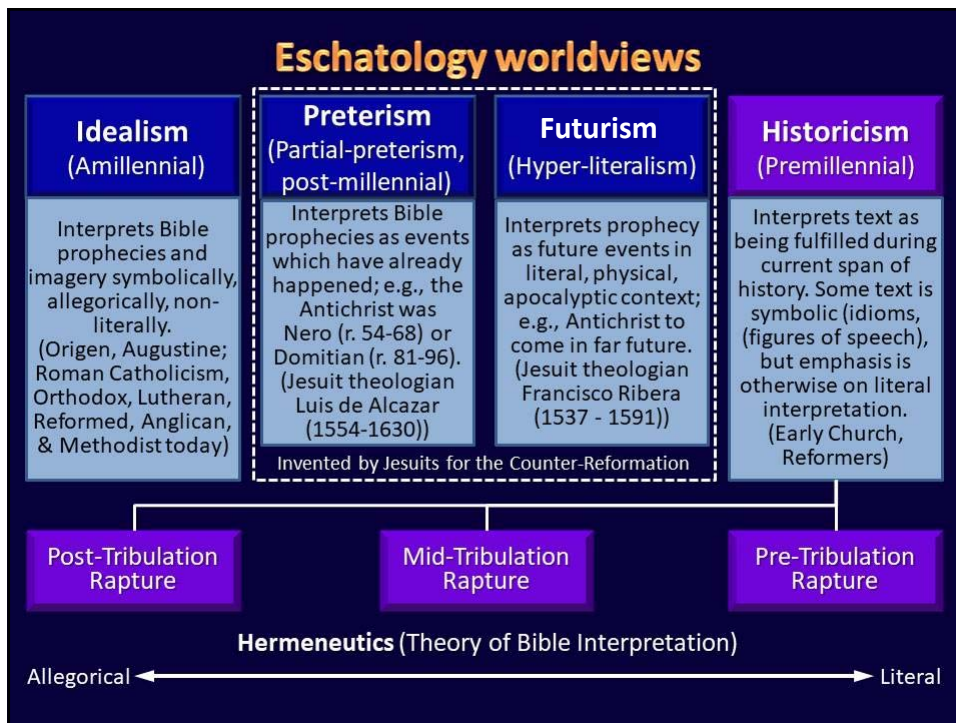 Eschatology worldviews
Idealism
(Amillennial)
Interprets Bible
prophecies and
imagery symbolically,
allegorically, non-
literally.
(Origen, Augustine;
Roman Catholicism,
Orthodox, Lutheran,
Reformed, Anglican,
& Methodist today)
Preterism
(Partial-preterism,
post-millennial)
Interprets Bible
prophecies as events
which have already
happened; e.g., the
Antichrist was
Nero (r. 54-68) or
Domitian (r. 81-96).
(Jesuit theologian
Luis de Alcazar
(1554-1630))
Futurism
(Hyper-literalism)
Interprets prophecy
as future events in
literal, physical,
apocalyptic context;
e.g., Antichrist to
come in far future.
(Jesuit theologian
Francisco Ribera
(1537 - 1591))
Invented by Jesuits for the Counter-Reformation
Historicism
(Premillennial)
Interprets text as
being fulfilled during
current span of
history. Some text is
symbolic (idioms,
(figures of speech),
but emphasis is
otherwise on literal
interpretation.
(Early Church,
Reformers)
Post-Tribulation
Rapture
Mid-Tribulation
Rapture
Pre-Tribulation
Rapture
Hermeneutics (Theory of Bible Interpretation)
Allegorical
Literal